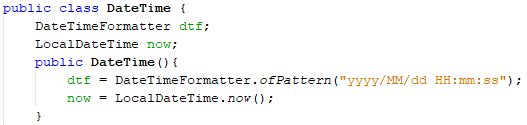 public class DateTime {
DateTimeFormatter dtf;
LocalDateTime now;
public DateTime(){
dtf = DateTimeFormatter.ofPattern("yyyy/MM/dd HH:mm:ss");
now = LocalDateTime.now();
}